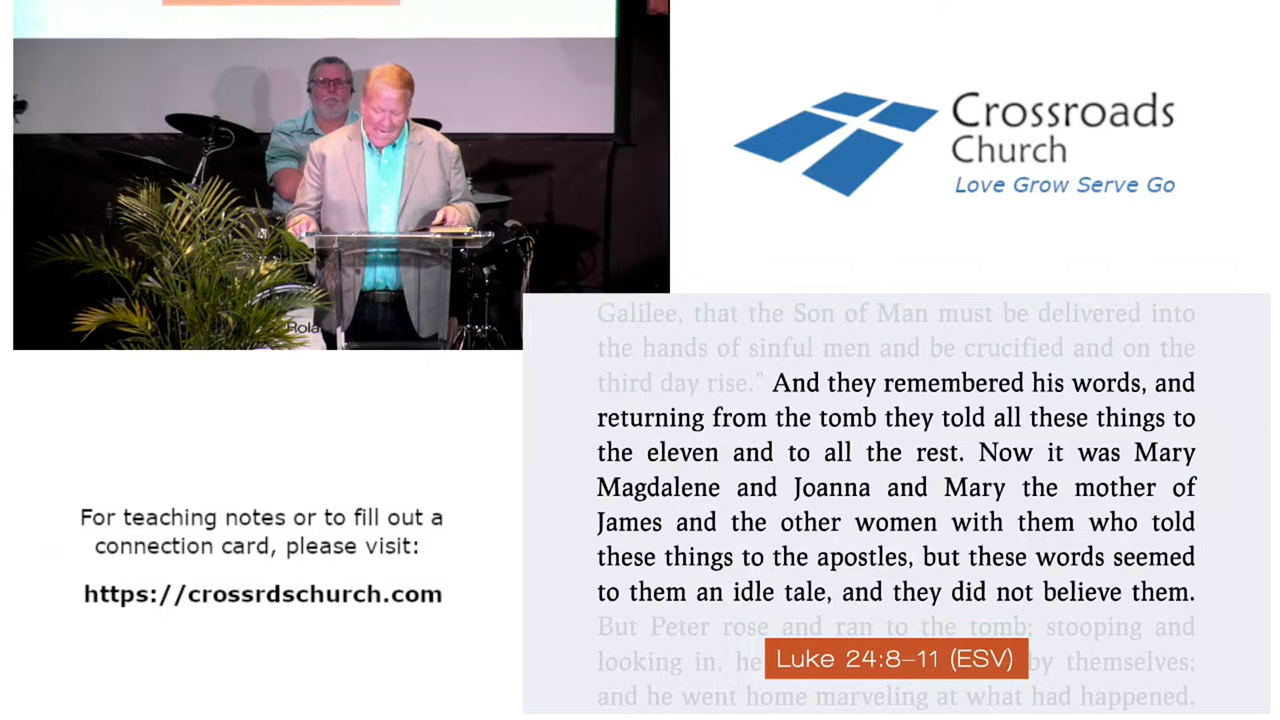 Crossroads
Church
Love Grow Serve Go
Rola
Galilee, that the Son of Man must be delivered into
the hands of sinful men and be crucified and on the
third day rise.” And they remembered his words, and
returning from the tomb they told all these things to
the eleven and to all the rest. Now it was Mary
Magdalene and Joanna and Mary the mother of
James and the other women with them who told
these things to the apostles, but these words seemed
to them an idle tale, and they did not believe them.
But Peter rose and ran to the tomb; stooping and
looking in, he by themselves;
and he went home marveling at what had happened.
Luke 24:8–11 (ESV)
For teaching notes or to fill out a
connection card, please visit:
https://crossrdschurch.com